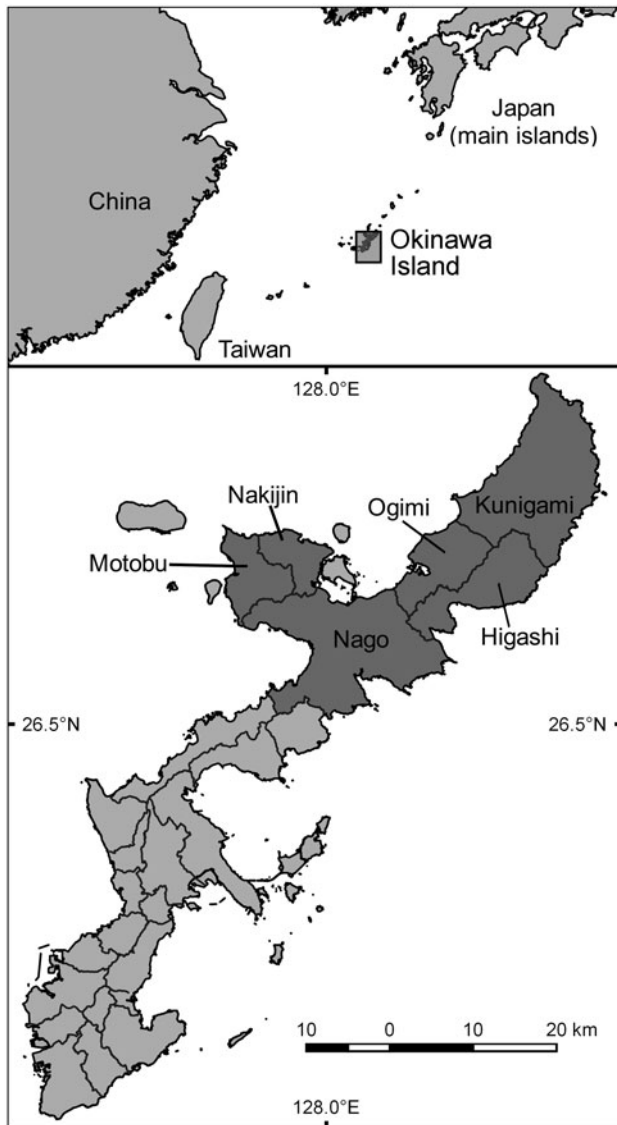 Japan
(main islands)
China
Okinawa
Island
Taiwan
128.0°E
Nakijin
Ogimi
Kunigami
Motobu
Nago
Higashi
26.5°N
26.5°N
10
0
10
20 km
128.0°E